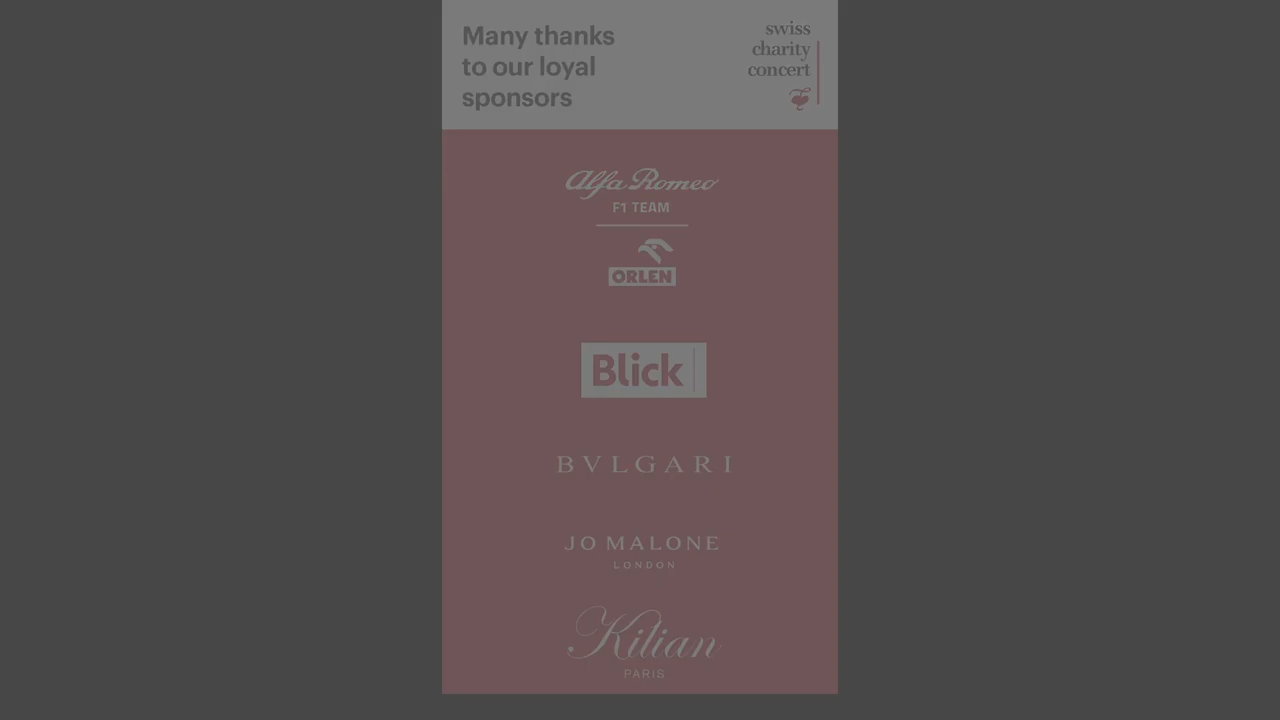 Many thanks
to our loyal
sponsors
swiss
charity
concert
Alfa Romeo
F1 TEAM
ORLEN
Blick
BVLGARI
JO MALONE
LONDON
Kilian
PARIS